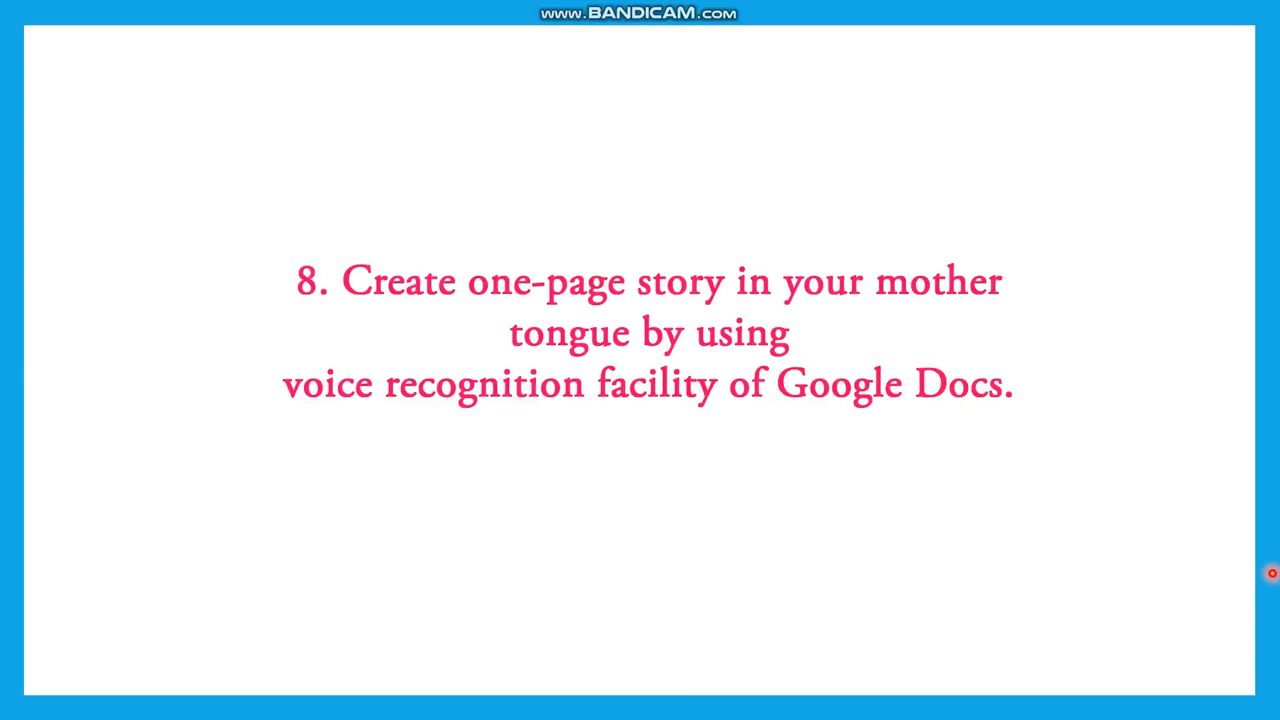 www.BANDICAM.com
8. Create one-page story in your mother
tongue by using
voice recognition facility of Google Docs.